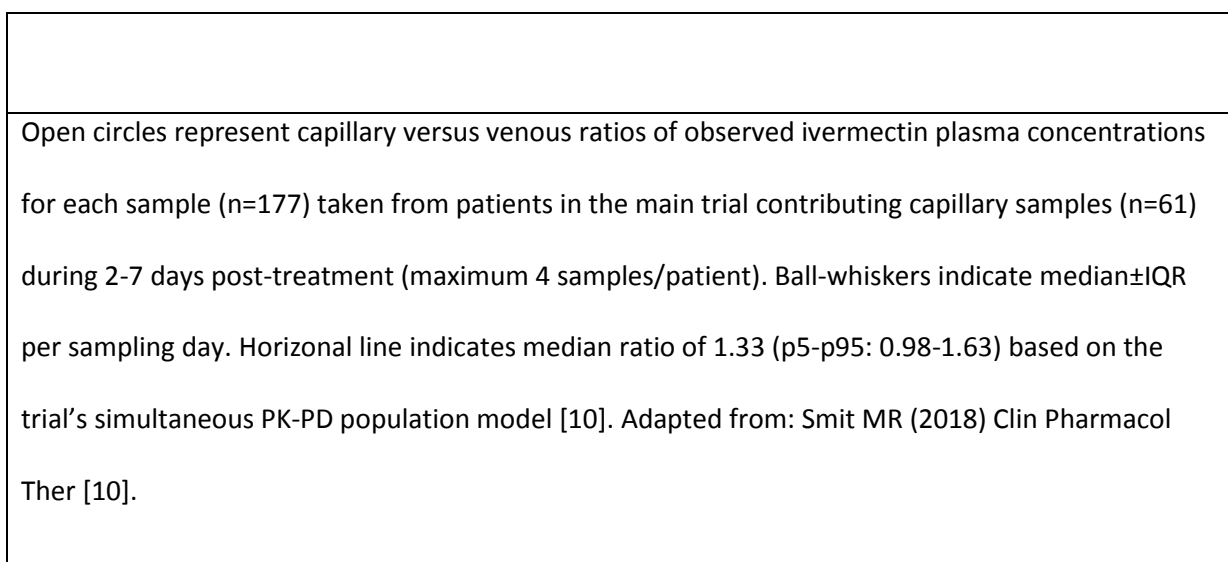 Open circles represent capillary versus venous ratios of observed ivermectin plasma concentrations
for each sample (n=177) taken from patients in the main trial contributing capillary samples (n=61)
during 2-7 days post-treatment (maximum 4 samples/patient). Ball-whiskers indicate median±IQR
per sampling day. Horizonal line indicates median ratio of 1.33 (p5-p95: 0.98-1.63) based on the
trial’s simultaneous PK-PD population model [10]. Adapted from: Smit MR (2018) Clin Pharmacol
Ther [10].